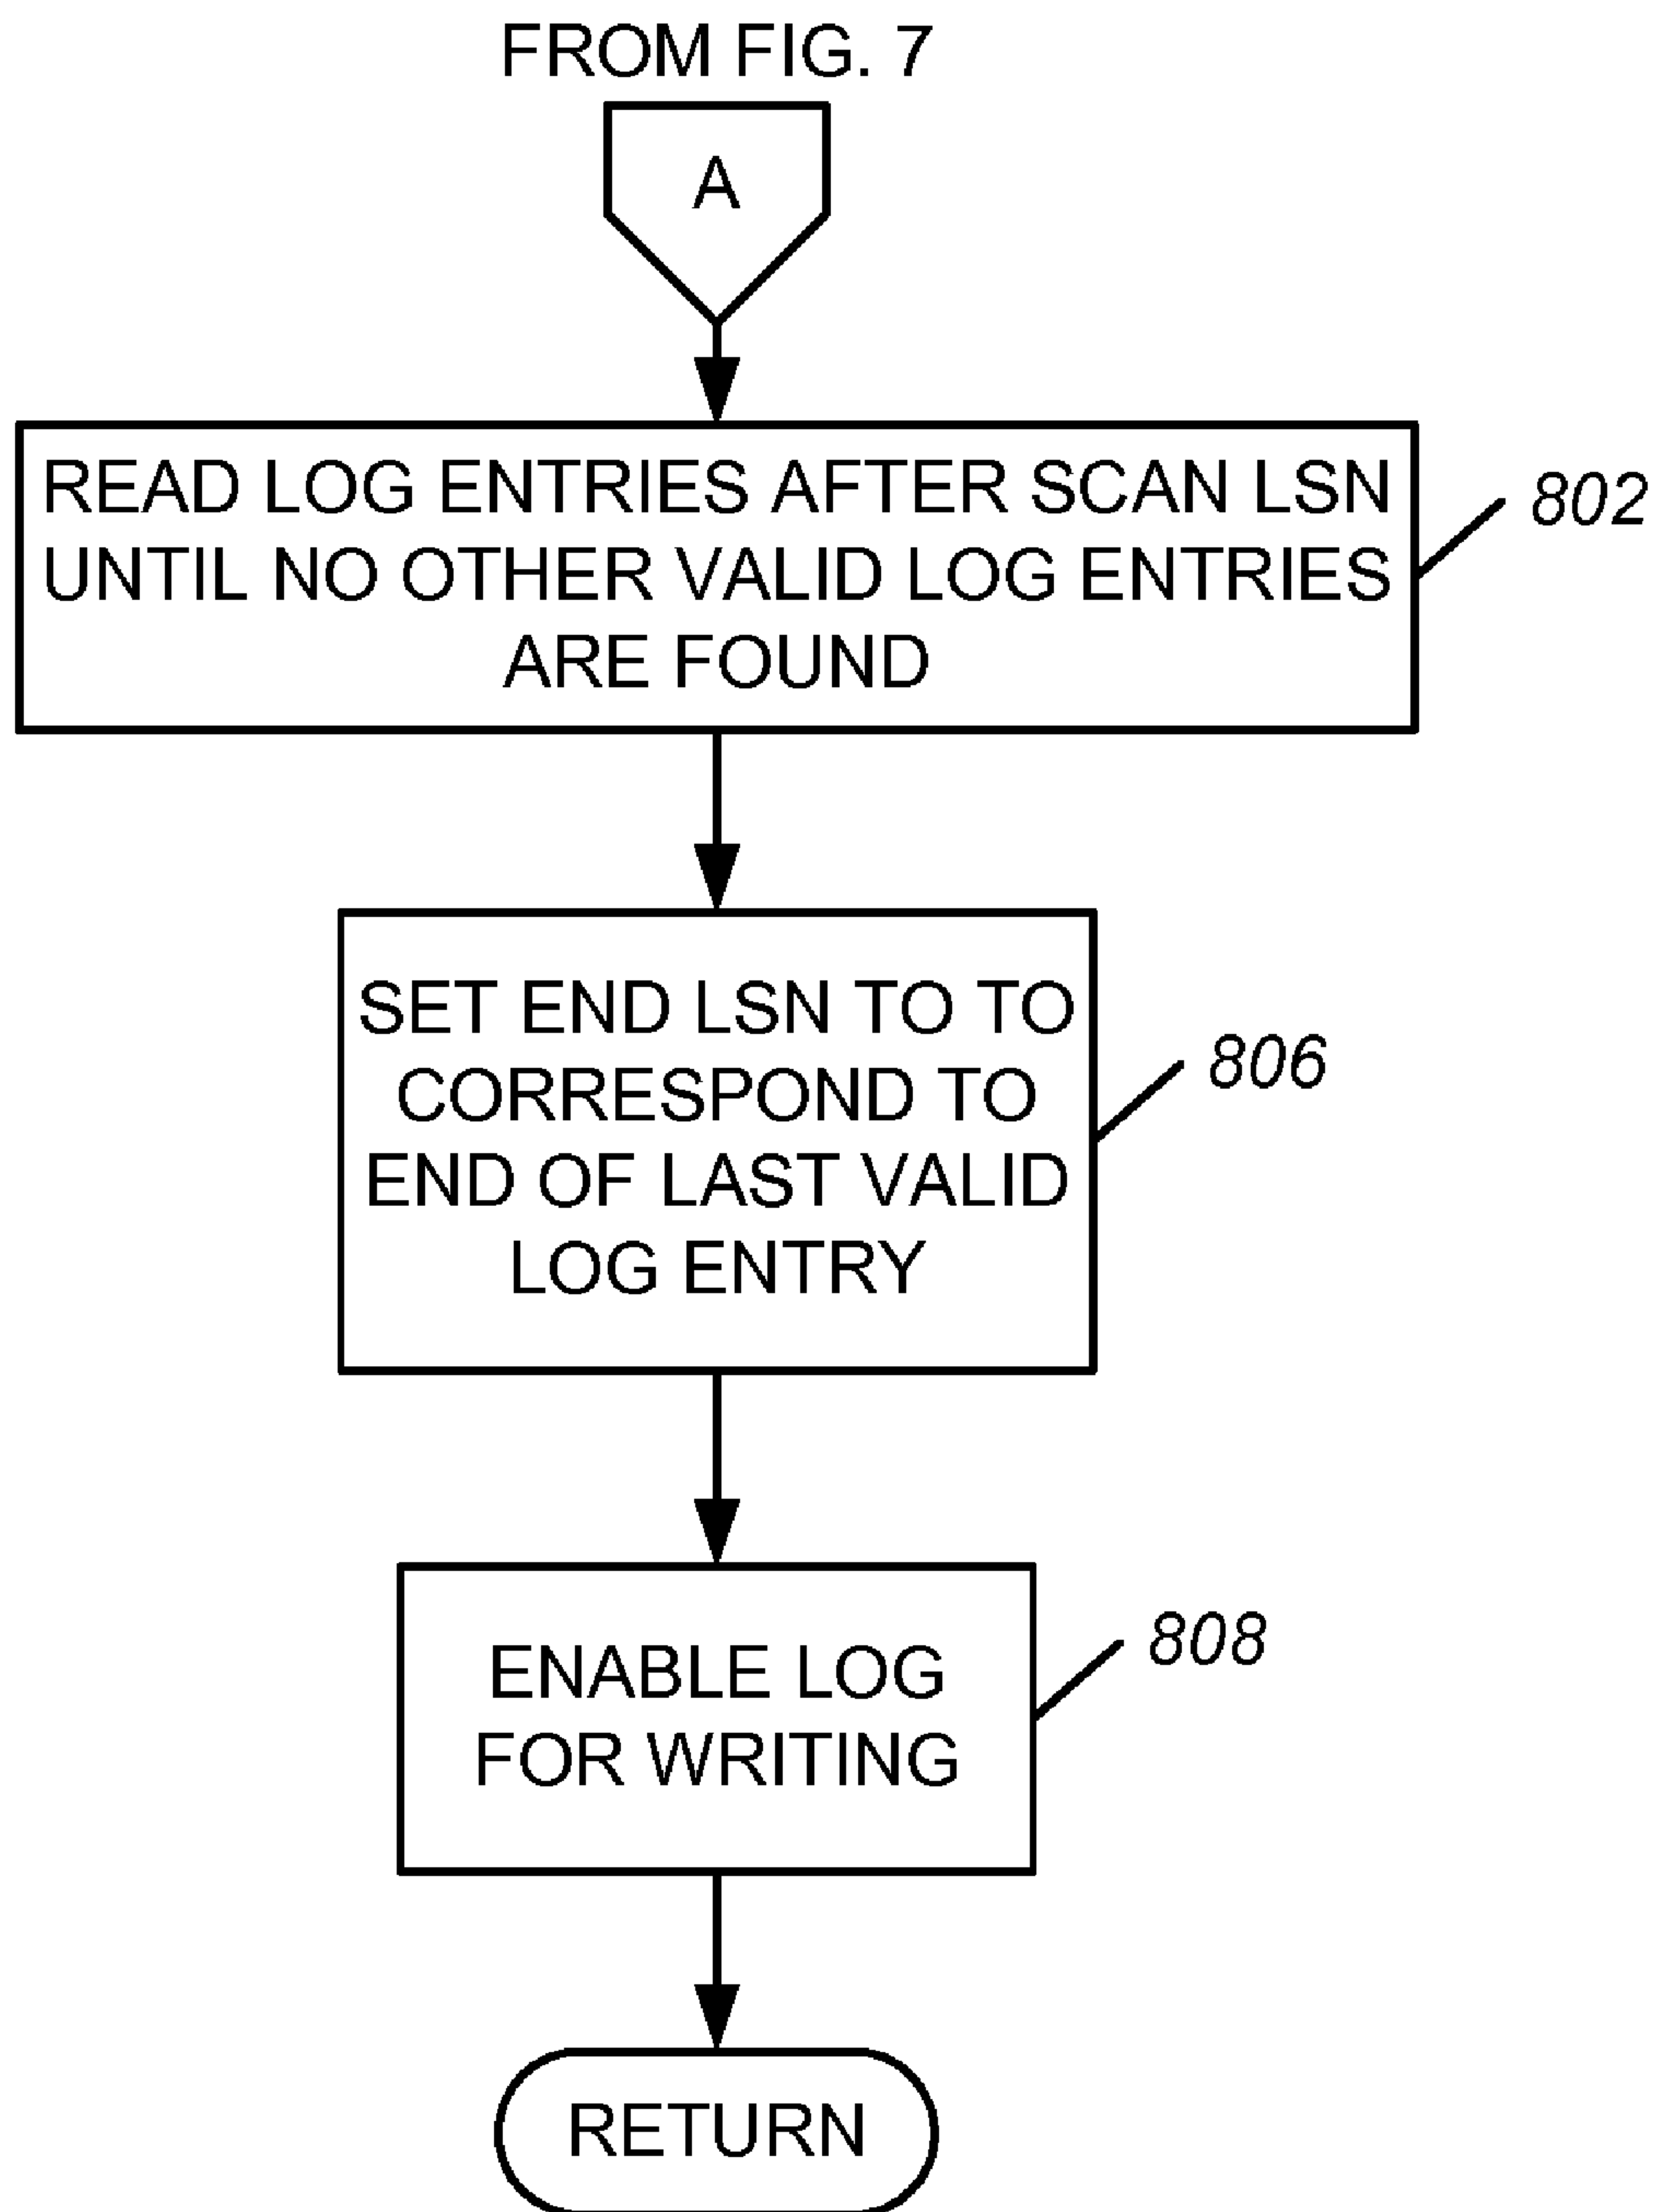 FROM FIG. 7
A
READ LOG ENTRIES AFTER SCAN LSN
UNTIL NO OTHER VALID LOG ENTRIES
ARE FOUND
802
SET END LSN TO TO
CORRESPOND TO
END OF LAST VALID
LOG ENTRY
806
ENABLE LOG
FOR WRITING
808
RETURN